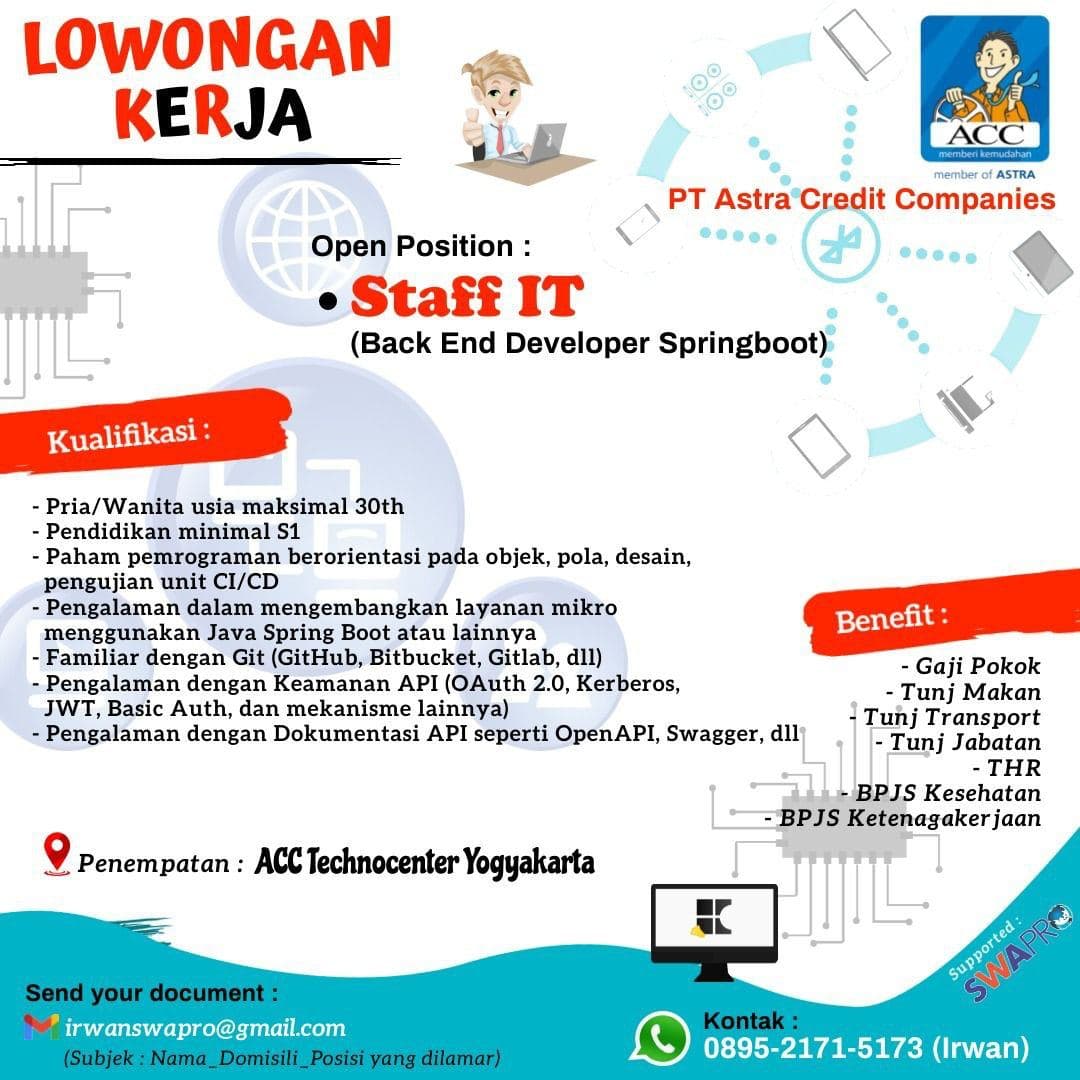 LOWONGAN
KERJA
ACC
memberi kemudahan
member of ASTRA
PT Astra Credit Companies
Open Position :
• Staff IT
(Back End Developer Springboot)
Kualifikasi :
- Pria/Wanita usia maksimal 30th
- Pendidikan minimal S1
- Paham pemrograman berorientasi pada objek, pola, desain,
pengujian unit CI/CD
- Pengalaman dalam mengembangkan layanan mikro
menggunakan Java Spring Boot atau lainnya
- Familiar dengan Git (GitHub, Bitbucket, Gitlab, dll)
- Pengalaman dengan Keamanan API (OAuth 2.0, Kerberos,
JWT, Basic Auth, dan mekanisme lainnya)
- Pengalaman dengan Dokumentasi API seperti OpenAPI, Swagger, dll
Benefit :
- Gaji Pokok
- Tunj Makan
- Tunj Transport
- Tunj Jabatan
- THR
- BPJS Kesehatan
- BPJS Ketenagakerjaan
Penempatan : ACC Technocenter Yogyakarta
Supported :
SWAPRO
Send your document :
irwanswapro@gmail.com
(Subjek : Nama_Domisili_Posisi yang dilamar)
Kontak :
0895-2171-5173 (Irwan)